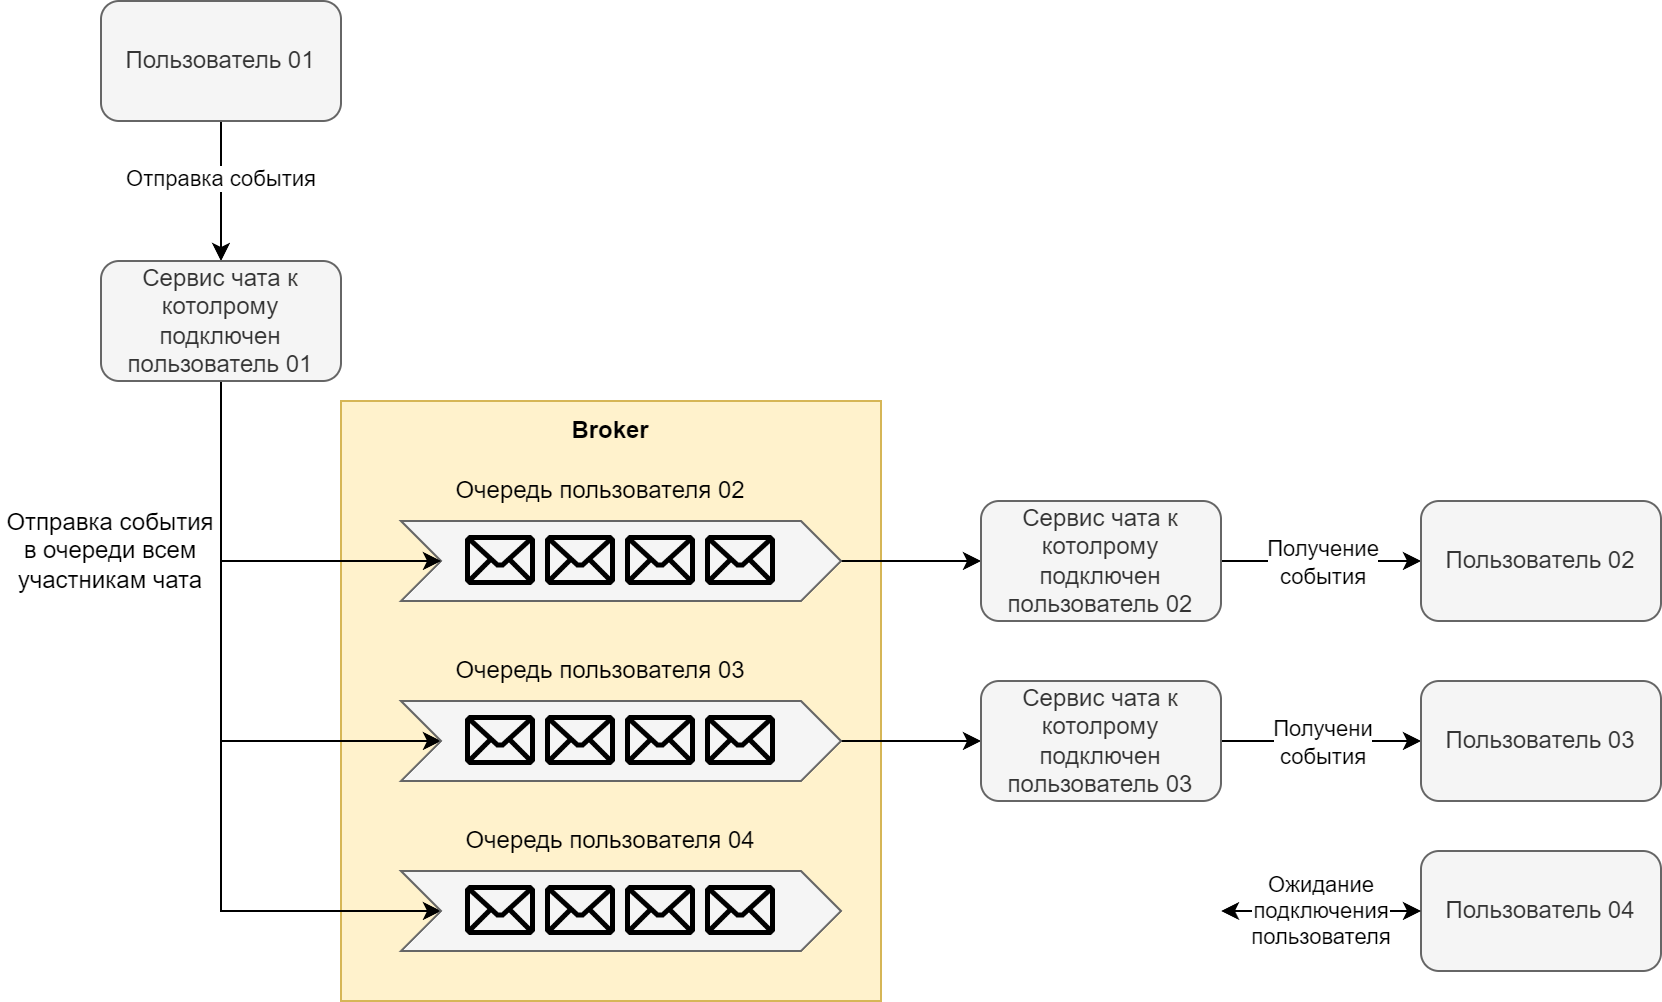 Пользователь 01
Отправка события
Сервис чата к
котолрому
подключен
пользователь 01
Broker
Отправка события
в очереди всем
участникам чата
Очередь пользователя 02
Сервис чата к
котолрому
подключен
пользователь 02
Получение
события
Пользователь 02
Очередь пользователя 03
Сервис чата к
котолрому
подключен
пользователь 03
Получени
события
Пользователь 03
Очередь пользователя 04
Ожидание
подключения
пользователя
Пользователь 04